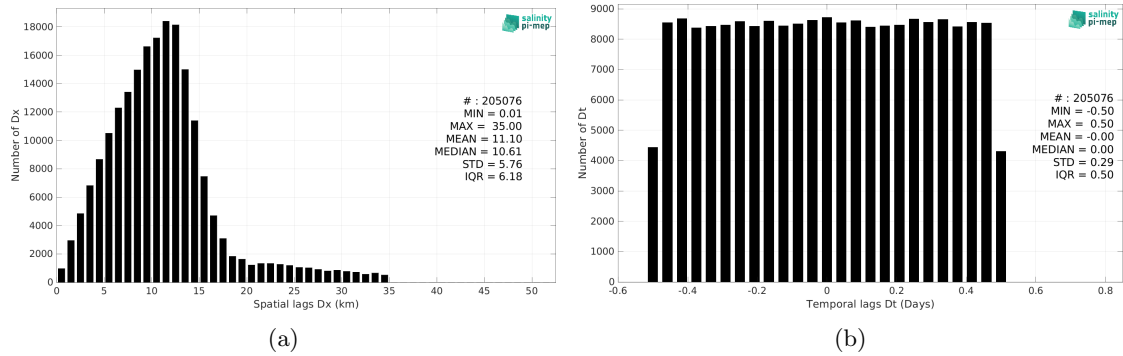 18000
16000
14000
12000
10000
8000
6000
4000
2000
0
Number of Dx
0
5
10
15
20
25
30
35
40
45
50
Spatial lags Dx (km)
salinity
pi-mep
# : 205076
MIN = 0.01
MAX = 35.00
MEAN = 11.10
MEDIAN = 10.61
STD = 5.76
IQR = 6.18
(a)
9000
8000
7000
6000
5000
4000
3000
2000
1000
0
Number of Dt
-0.6
-0.4
-0.2
0
0.2
0.4
0.6
0.8
Temporal lags Dt (Days)
salinity
pi-mep
# : 205076
MIN = -0.50
MAX = 0.50
MEAN = -0.00
MEDIAN = 0.00
STD = 0.29
IQR = 0.50
(b)